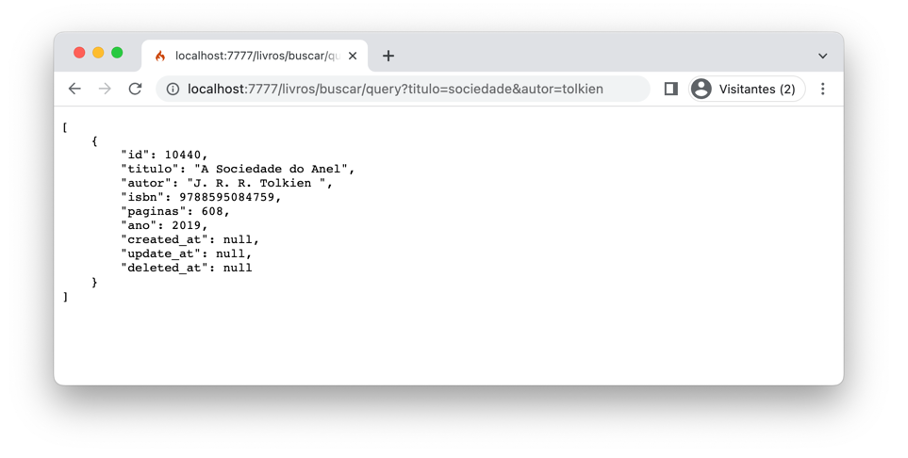 localhost:7777/livros/buscar/qu
localhost:7777/livros/buscar/query?titulo=sociedade&autor=tolkien
Visitantes (2)
[
    {
        "id": 10440,
        "titulo": "A Sociedade do Anel",
        "autor": "J. R. R. Tolkien ",
        "isbn": 9788595084759,
        "paginas": 608,
        "ano": 2019,
        "created_at": null,
        "update_at": null,
        "deleted_at": null
    }
]